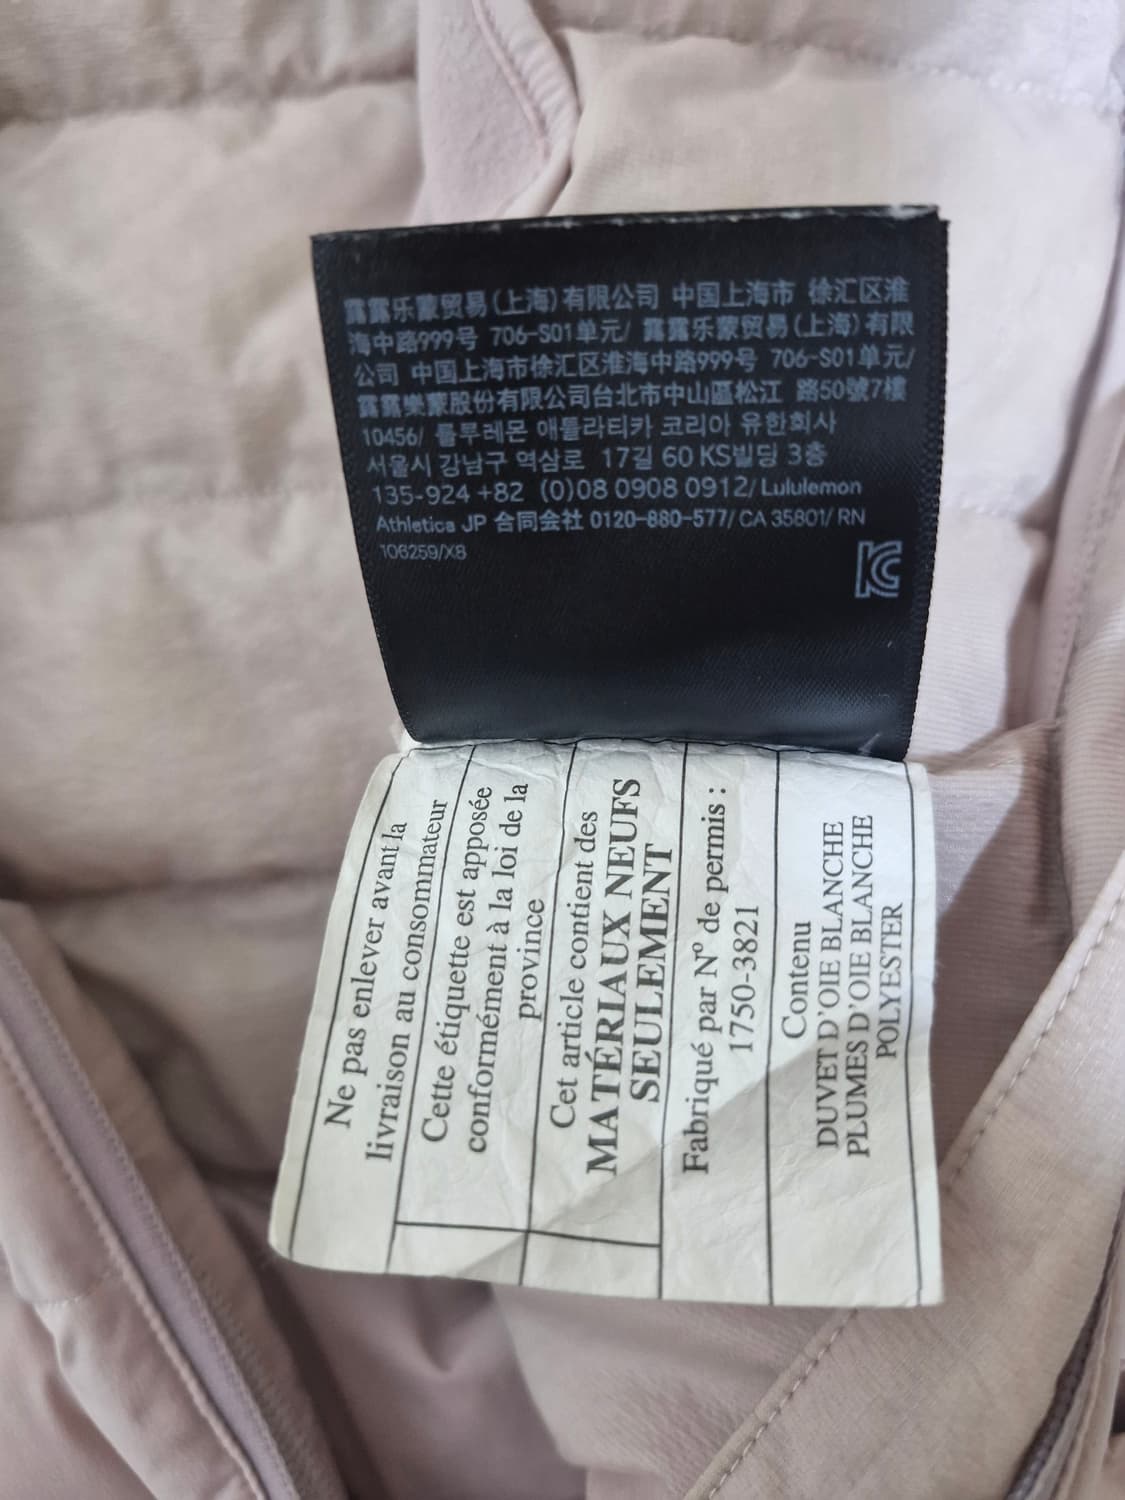 露露乐蒙贸易(上海)有限公司 中国上海市 徐汇区淮
海中路999号 706-S01单元/ 露露乐蒙贸易(上海)有限
公司 中国上海市徐汇区淮海中路999号 706-S01单元/
露露樂蒙股份有限公司台北市中山區松江 路50號7樓
10456/ 룰루레몬 애틀라티카 코리아 유한회사
서울시 강남구 역삼로 17길 60 KS빌딩 3층
135-924 +82 (0)08 0908 0912/ Lululemon
Athletica JP 合同会社 0120-880-577/ CA 35801/ RN
106259/X8
Ne pas enlever avant la
livraison au consommateur
Cette étiquette est apposée
conformément à la loi de la
province
Cet article contient des
MATÉRIAUX NEUFS
SEULEMENT
Fabriqué par Nº de permis :
1750-3821
Contenu
DUVET D'OIE BLANCHE
PLUMES D'OIE BLANCHE
POLYESTER